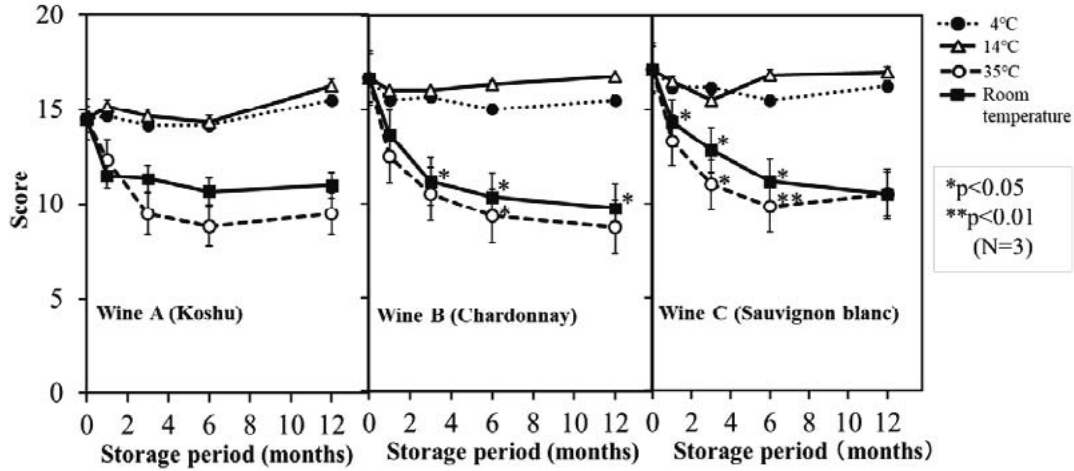 Score
20
15
10
5
0
Wine A (Koshu)
Wine B (Chardonnay)
Wine C (Sauvignon blanc)
* * * *
* * * * * **
0 2 4 6 8 10 12
0 2 4 6 8 10 12
0 2 4 6 8 10 12
Storage period (months)
Storage period (months)
Storage period (months)
4℃
14℃
35℃
Room
temperature
*p<0.05
**p<0.01
(N=3)